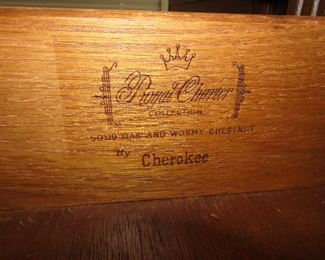 Royal Charter
COLLECTION
SOLID OAK AND WORMY CHESTNUT
By Cherokee